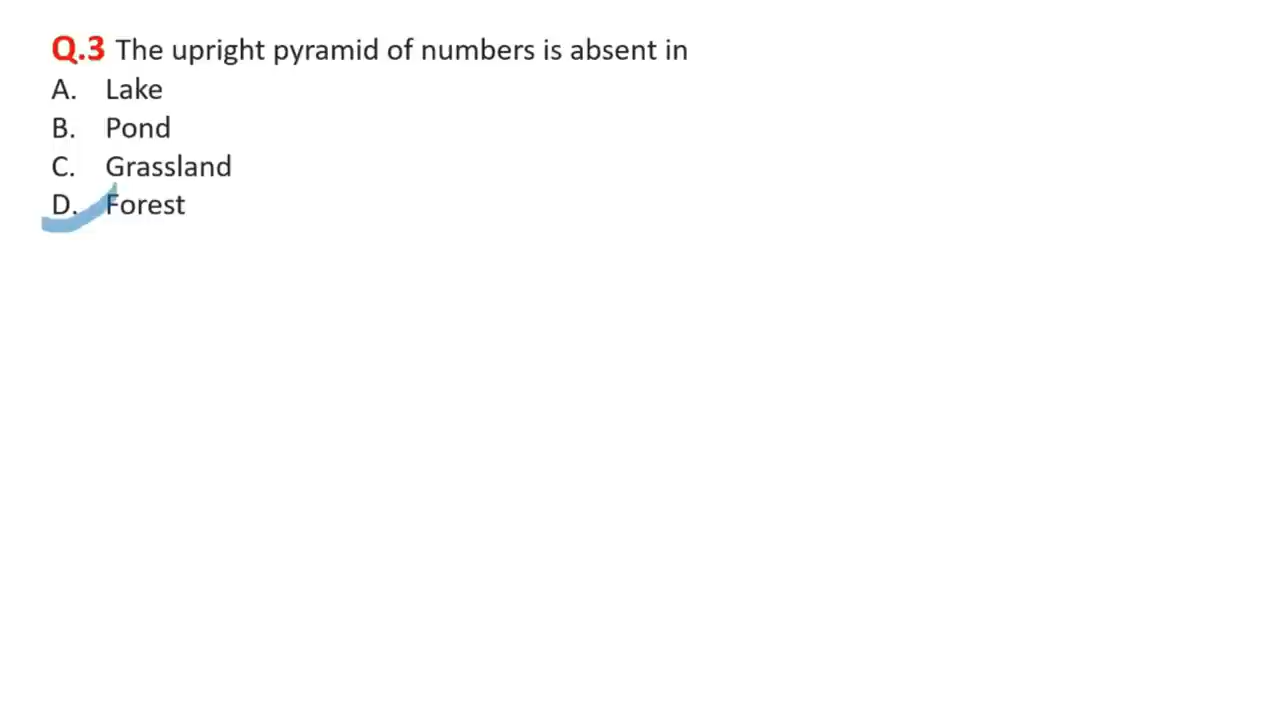 Q.3 The upright pyramid of numbers is absent in
A. Lake
B. Pond
C. Grassland
D. Forest